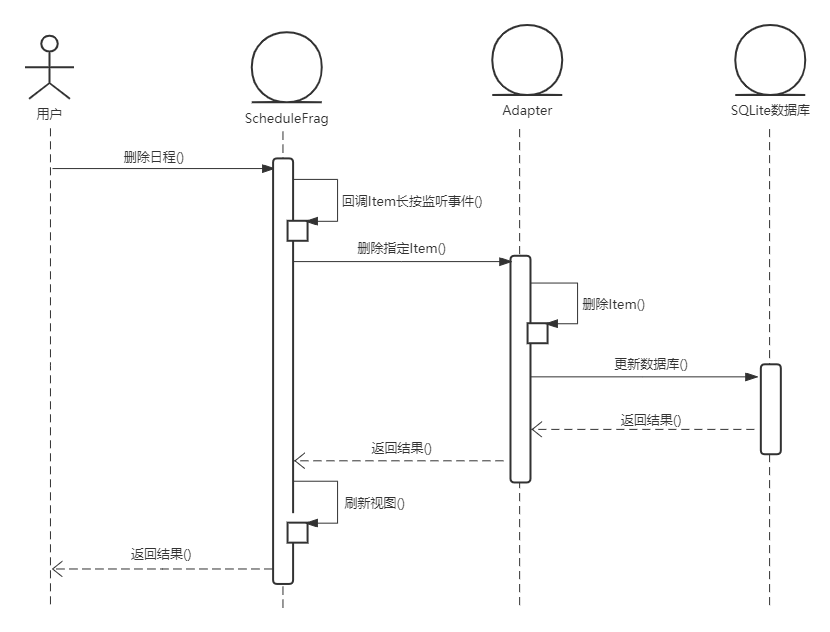 用户
ScheduleFrag
Adapter
SQLite数据库
删除日程()
回调Item长按监听事件()
删除指定Item()
删除Item()
更新数据库()
返回结果()
返回结果()
刷新视图()
返回结果()